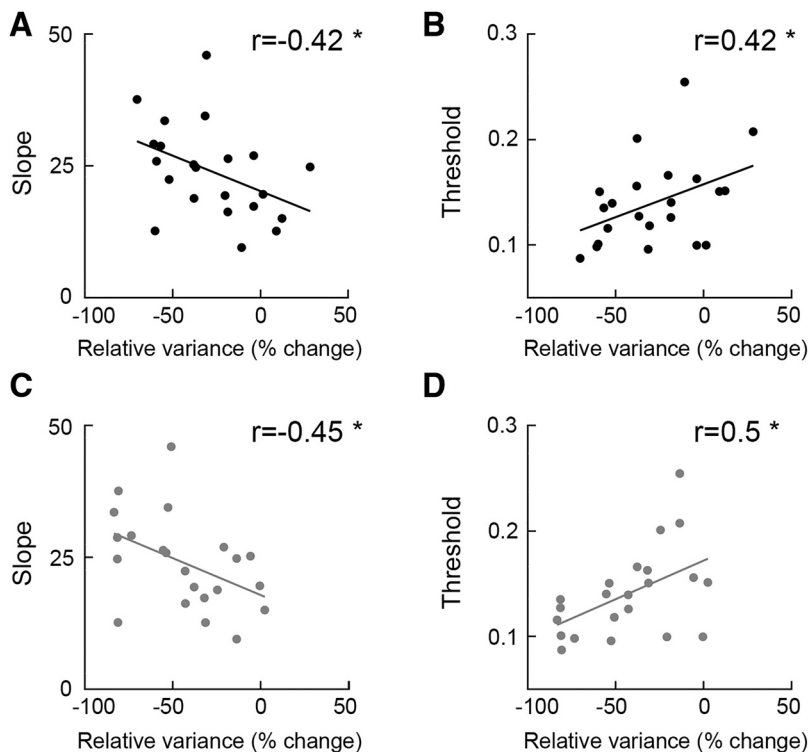 A
B
r=-0.42 *
r=0.42 *
50
25
0
Slope
0.3
0.2
0.1
Threshold
-100 -50 0 50
-100 -50 0 50
Relative variance (% change)
Relative variance (% change)
C
D
r=-0.45 *
r=0.5 *
50
25
0
Slope
0.3
0.2
0.1
Threshold
-100 -50 0 50
-100 -50 0 50
Relative variance (% change)
Relative variance (% change)